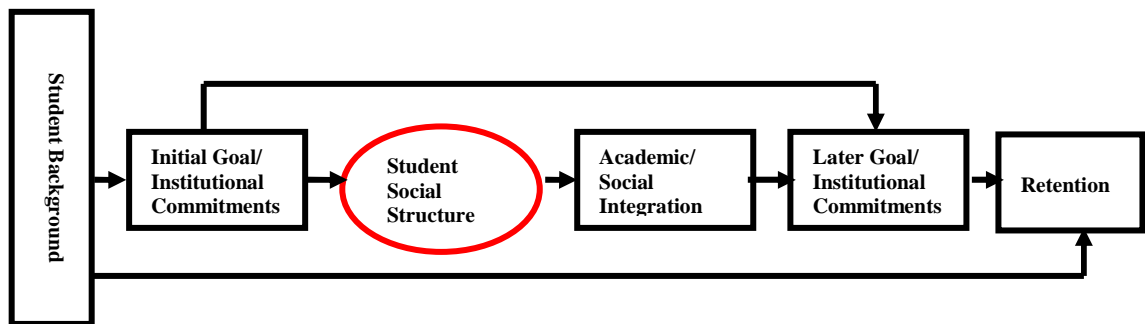 Student Background
Initial Goal/
Institutional
Commitments
Student
Social
Structure
Academic/
Social
Integration
Later Goal/
Institutional
Commitments
Retention